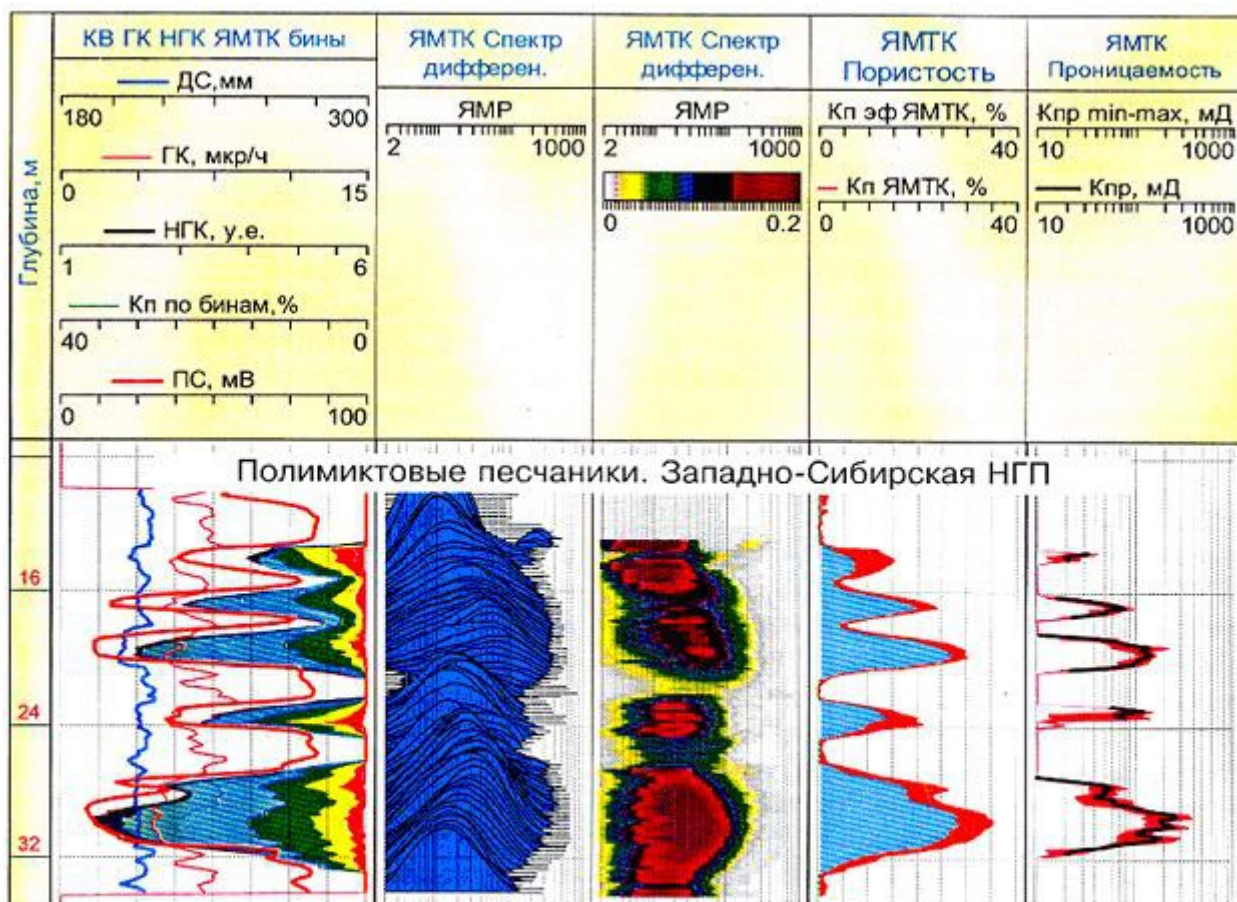 Глубина, м
КВ ГК НГК ЯМТК бины
ДС, мм
180 300
ГК, мкр/ч
0 15
НГК, у.е.
1 6
Кп по бинам, %
40 0
ПС, мВ
0 100
ЯМТК Спектр
дифферен.
ЯМР
2 1000
ЯМТК Спектр
дифферен.
ЯМР
2 1000
0 0.2
ЯМТК
Пористость
Кп эф ЯМТК, %
0 40
Кп ЯМТК, %
0 40
ЯМТК
Проницаемость
Кпр min-max, мД
10 1000
Кпр, мД
10 1000
Полимиктовые песчаники. Западно-Сибирская НГП
16
24
32